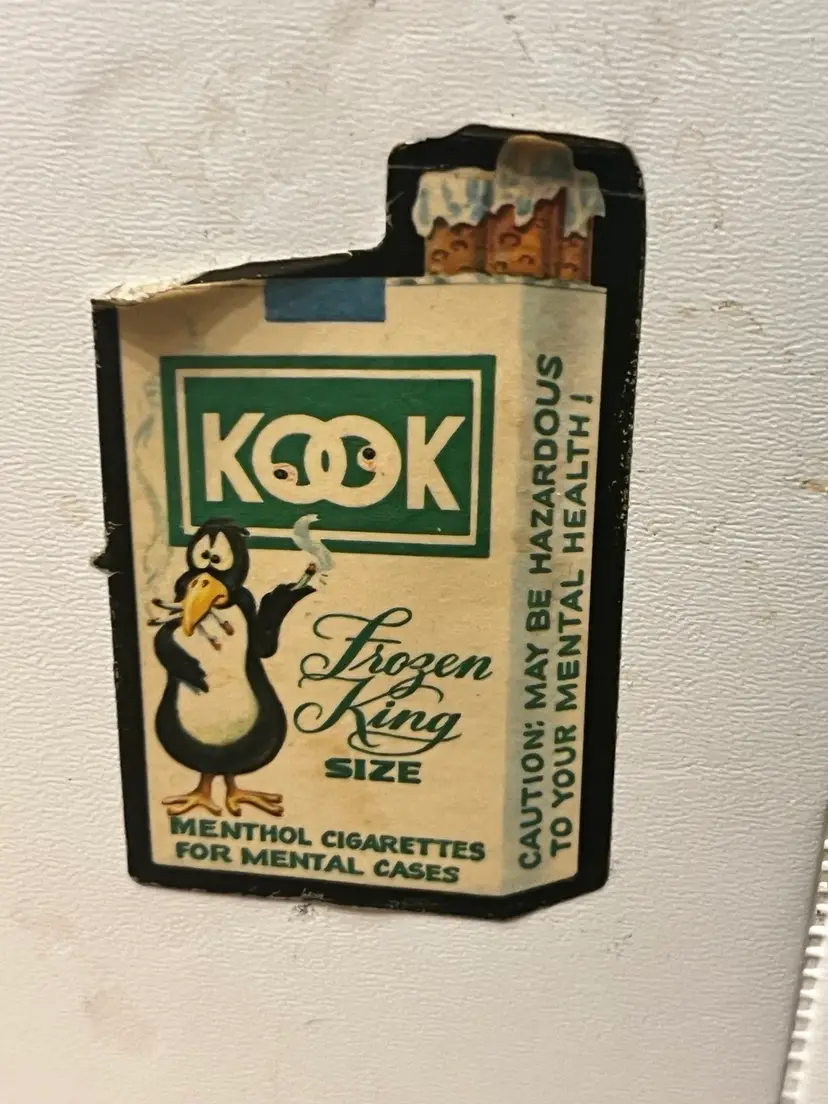 KOOK
Frozen
King
SIZE
MENTHOL CIGARETTES
FOR MENTAL CASES
CAUTION: MAY BE HAZARDOUS
TO YOUR MENTAL HEALTH!